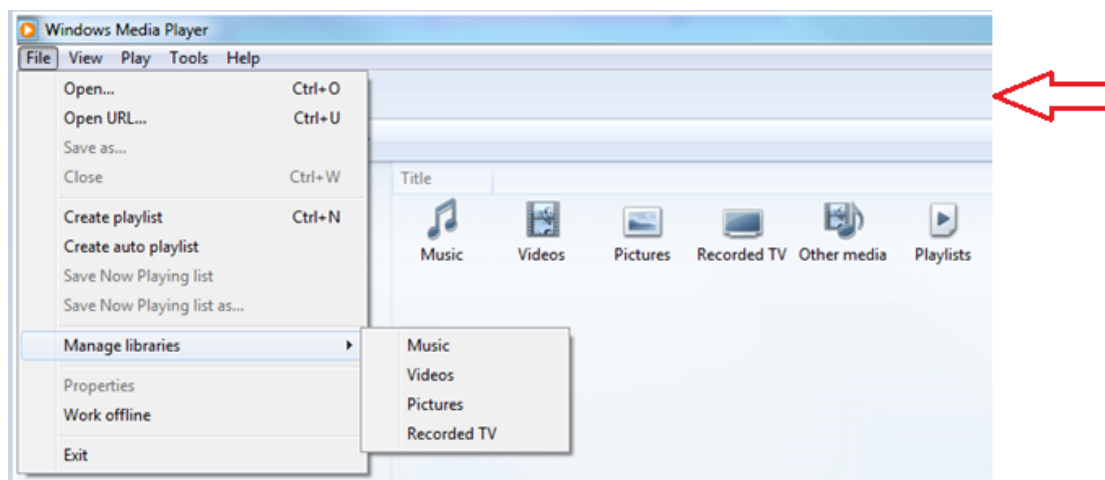 Windows Media Player
File View Play Tools Help
Open... Ctrl+O
Open URL... Ctrl+U
Save as...
Close Ctrl+W
Title
Create playlist Ctrl+N
Create auto playlist
Music Videos Pictures Recorded TV Other media Playlists
Save Now Playing list
Save Now Playing list as...
Manage libraries
Music
Videos
Pictures
Recorded TV
Properties
Work offline
Exit